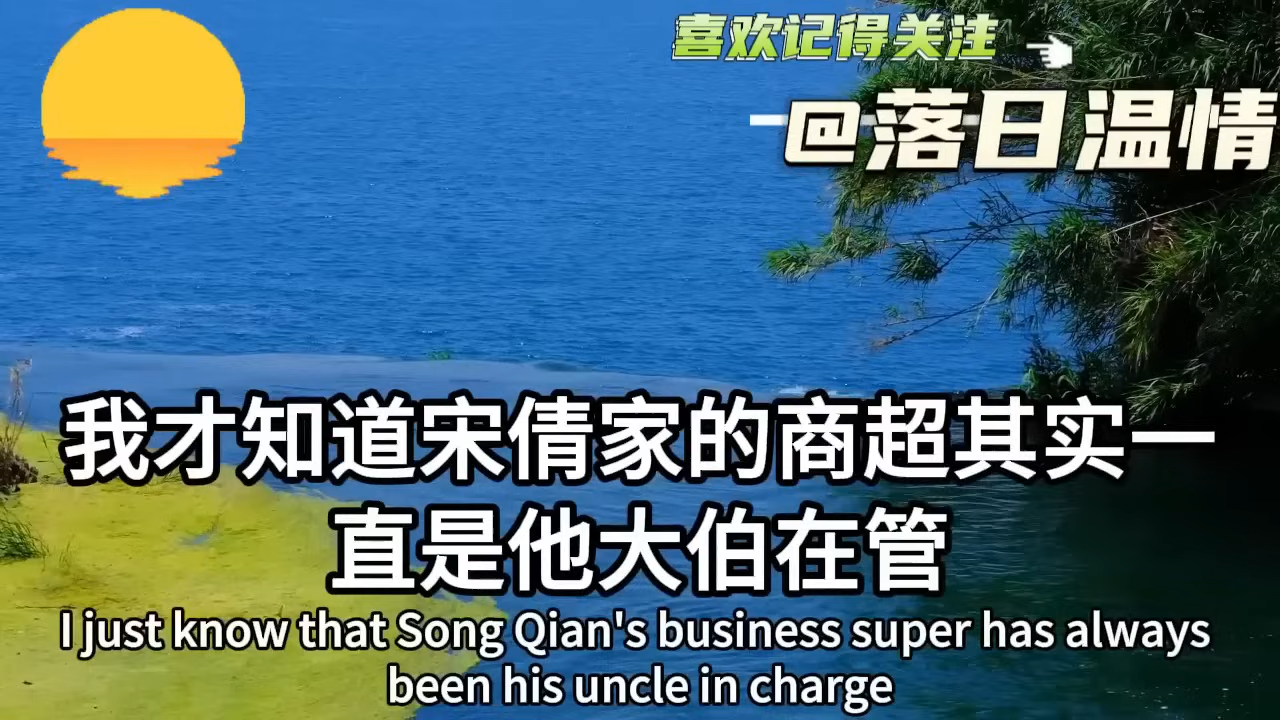 喜欢记得关注
@落日温情
我才知道宋倩家的商超其实一
直是他大伯在管
I just know that Song Qian's business super has always
been his uncle in charge